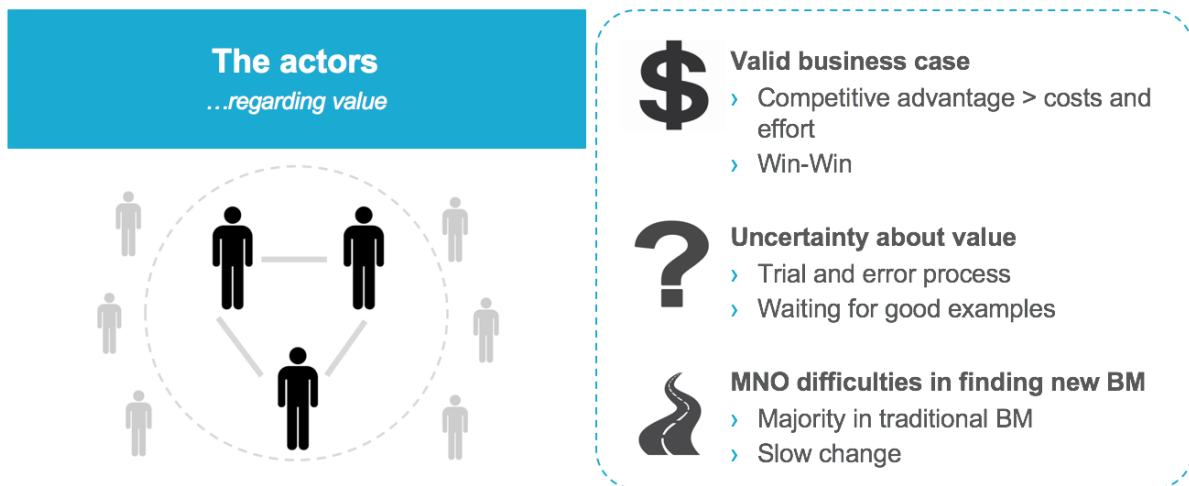 The actors
…regarding value
Valid business case
› Competitive advantage > costs and
effort
› Win-Win
Uncertainty about value
› Trial and error process
› Waiting for good examples
MNO difficulties in finding new BM
› Majority in traditional BM
› Slow change